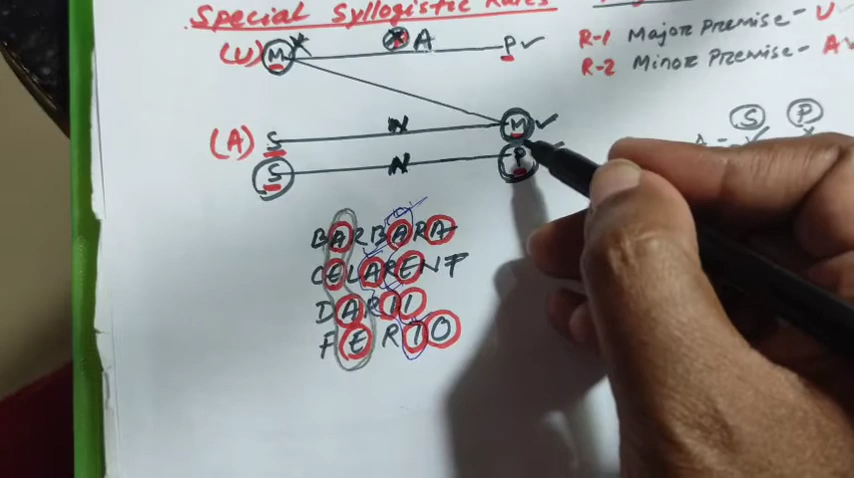 Special Syllogistic Rules
(U) M* A P✓
R-1 Major Premise - U✓
R-2 Minor Premise - A
(A) S N M✓
S N P
S P
A -
BARBARA
CELARENT
DARII
FERIO